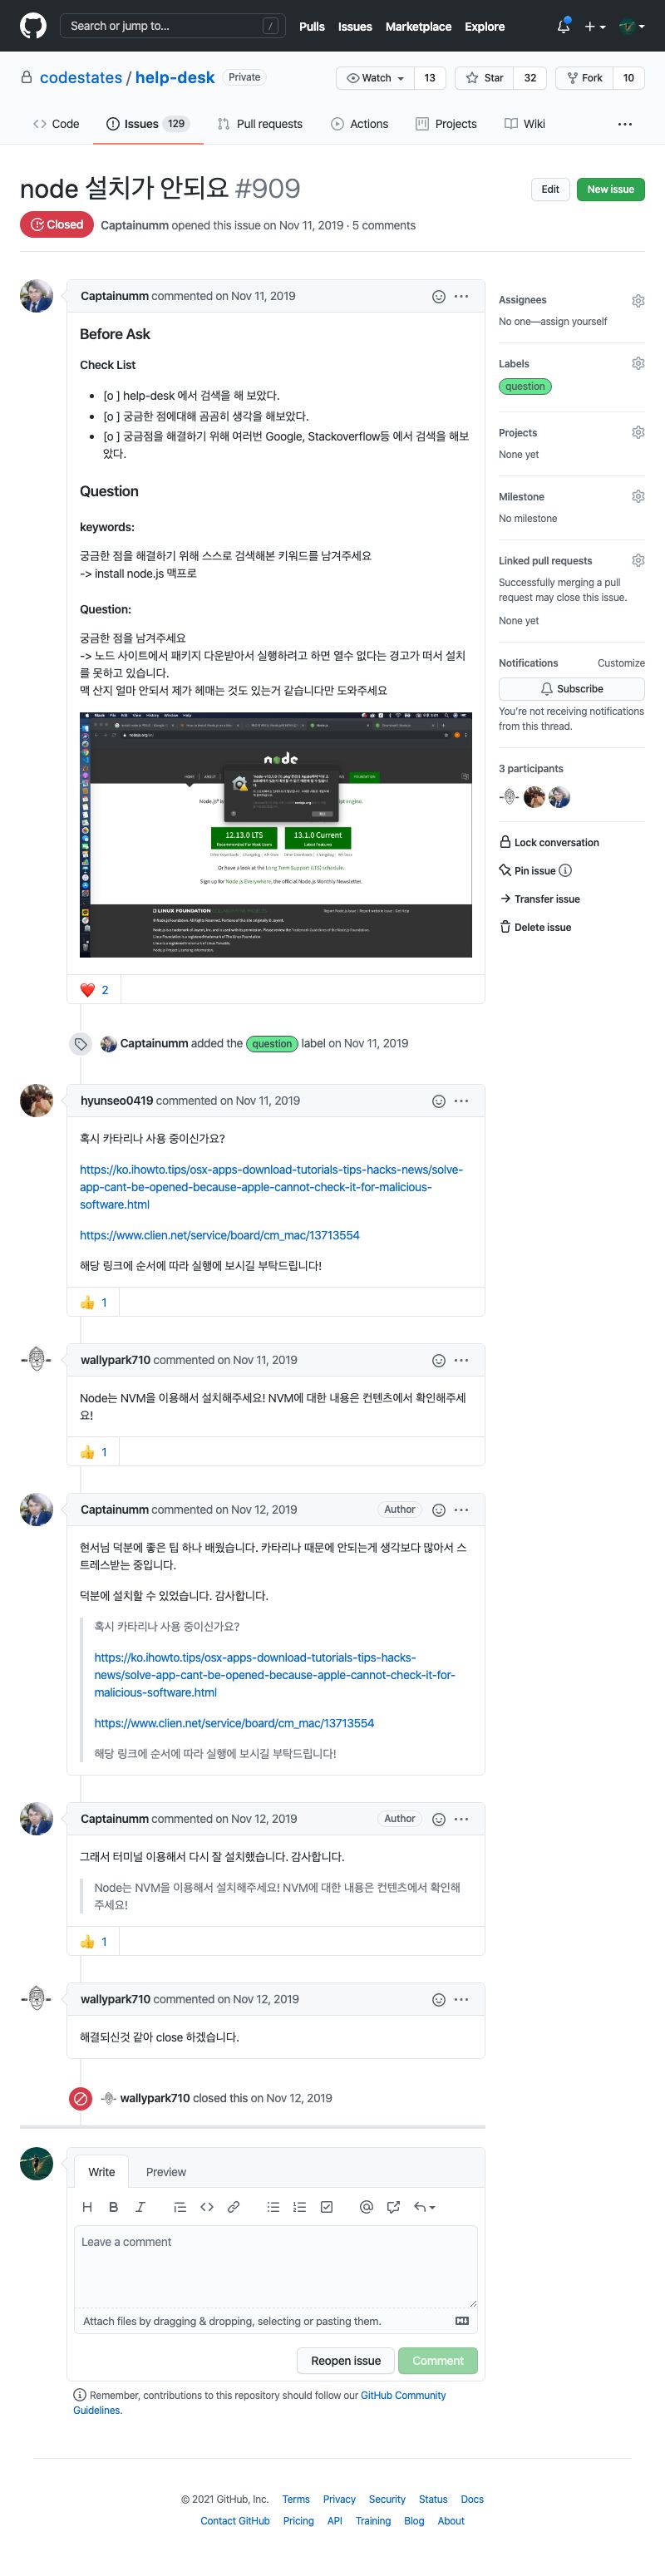 Search or jump to...
/
Pulls Issues Marketplace Explore
codestates / help-desk Private
Watch 13 Star 32 Fork 10
Code Issues 129 Pull requests Actions Projects Wiki
node 설치가 안되요 #909
Edit New issue
Closed Captainumm opened this issue on Nov 11, 2019 · 5 comments
Captainumm commented on Nov 11, 2019
Before Ask
Check List
[o ] help-desk 에서 검색을 해 보았다.
[o ] 궁금한 점에대해 곰곰히 생각을 해보았다.
[o ] 궁금점을 해결하기 위해 여러번 Google, Stackoverflow등 에서 검색을 해보
았다.
Question
keywords:
궁금한 점을 해결하기 위해 스스로 검색해본 키워드를 남겨주세요
-> install node.js 맥프로
Question:
궁금한 점을 남겨주세요
-> 노드 사이트에서 패키지 다운받아서 실행하려고 하면 열수 없다는 경고가 떠서 설치
를 못하고 있습니다.
맥 산지 얼마 안되서 제가 헤매는 것도 있는거 같습니다만 도와주세요
node
12.13.0 LTS
Recommended For Most Users
13.1.0 Current
Latest Features
Or have a look at the Long Term Support (LTS) schedule.
Sign up for Node.js Everywhere, the official Node.js Monthly Newsletter.
LINUX FOUNDATION
2
Captainumm added the question label on Nov 11, 2019
hyunseo0419 commented on Nov 11, 2019
혹시 카타리나 사용 중이신가요?
https://ko.ihowto.tips/osx-apps-download-tutorials-tips-hacks-news/solve-
app-cant-be-opened-because-apple-cannot-check-it-for-malicious-
software.html
https://www.clien.net/service/board/cm_mac/13713554
해당 링크에 순서에 따라 실행에 보시길 부탁드립니다!
1
wallypark710 commented on Nov 11, 2019
Node는 NVM을 이용해서 설치해주세요! NVM에 대한 내용은 컨텐츠에서 확인해주세
요!
1
Captainumm commented on Nov 12, 2019 Author
현서님 덕분에 좋은 팁 하나 배웠습니다. 카타리나 때문에 안되는게 생각보다 많아서 스
트레스받는 중입니다.
덕분에 설치할 수 있었습니다. 감사합니다.
혹시 카타리나 사용 중이신가요?
https://ko.ihowto.tips/osx-apps-download-tutorials-tips-hacks-
news/solve-app-cant-be-opened-because-apple-cannot-check-it-for-
malicious-software.html
https://www.clien.net/service/board/cm_mac/13713554
해당 링크에 순서에 따라 실행에 보시길 부탁드립니다!
Captainumm commented on Nov 12, 2019 Author
그래서 터미널 이용해서 다시 잘 설치했습니다. 감사합니다.
Node는 NVM을 이용해서 설치해주세요! NVM에 대한 내용은 컨텐츠에서 확인해
주세요!
1
wallypark710 commented on Nov 12, 2019
해결되신것 같아 close 하겠습니다.
wallypark710 closed this on Nov 12, 2019
Write Preview
Leave a comment
Attach files by dragging & dropping, selecting or pasting them.
Reopen issue Comment
Remember, contributions to this repository should follow our GitHub Community
Guidelines.
Assignees
No one—assign yourself
Labels
question
Projects
None yet
Milestone
No milestone
Linked pull requests
Successfully merging a pull
request may close this issue.
None yet
Notifications Customize
Subscribe
You're not receiving notifications
from this thread.
3 participants
Lock conversation
Pin issue
Transfer issue
Delete issue
© 2021 GitHub, Inc. Terms Privacy Security Status Docs
Contact GitHub Pricing API Training Blog About